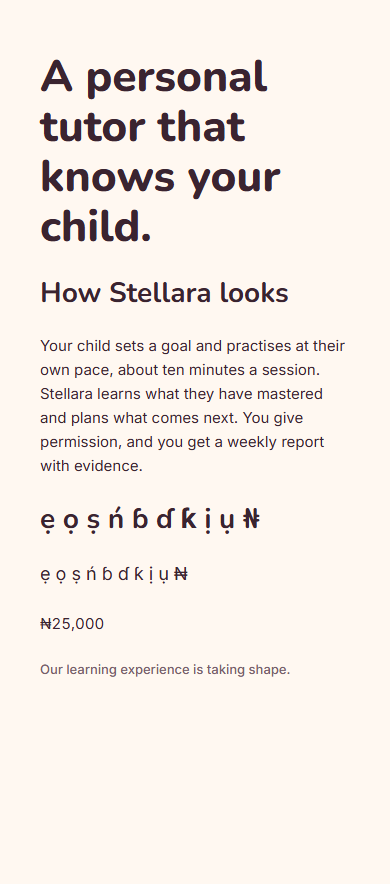 A personal
tutor that
knows your
child.
How Stellara looks
Your child sets a goal and practises at their
own pace, about ten minutes a session.
Stellara learns what they have mastered
and plans what comes next. You give
permission, and you get a weekly report
with evidence.
ẹ ọ ṣ ń ɓ ɗ ƙ ị ụ ₦
ẹ ọ ṣ ń ɓ ɗ ƙ ị ụ ₦
₦25,000
Our learning experience is taking shape.